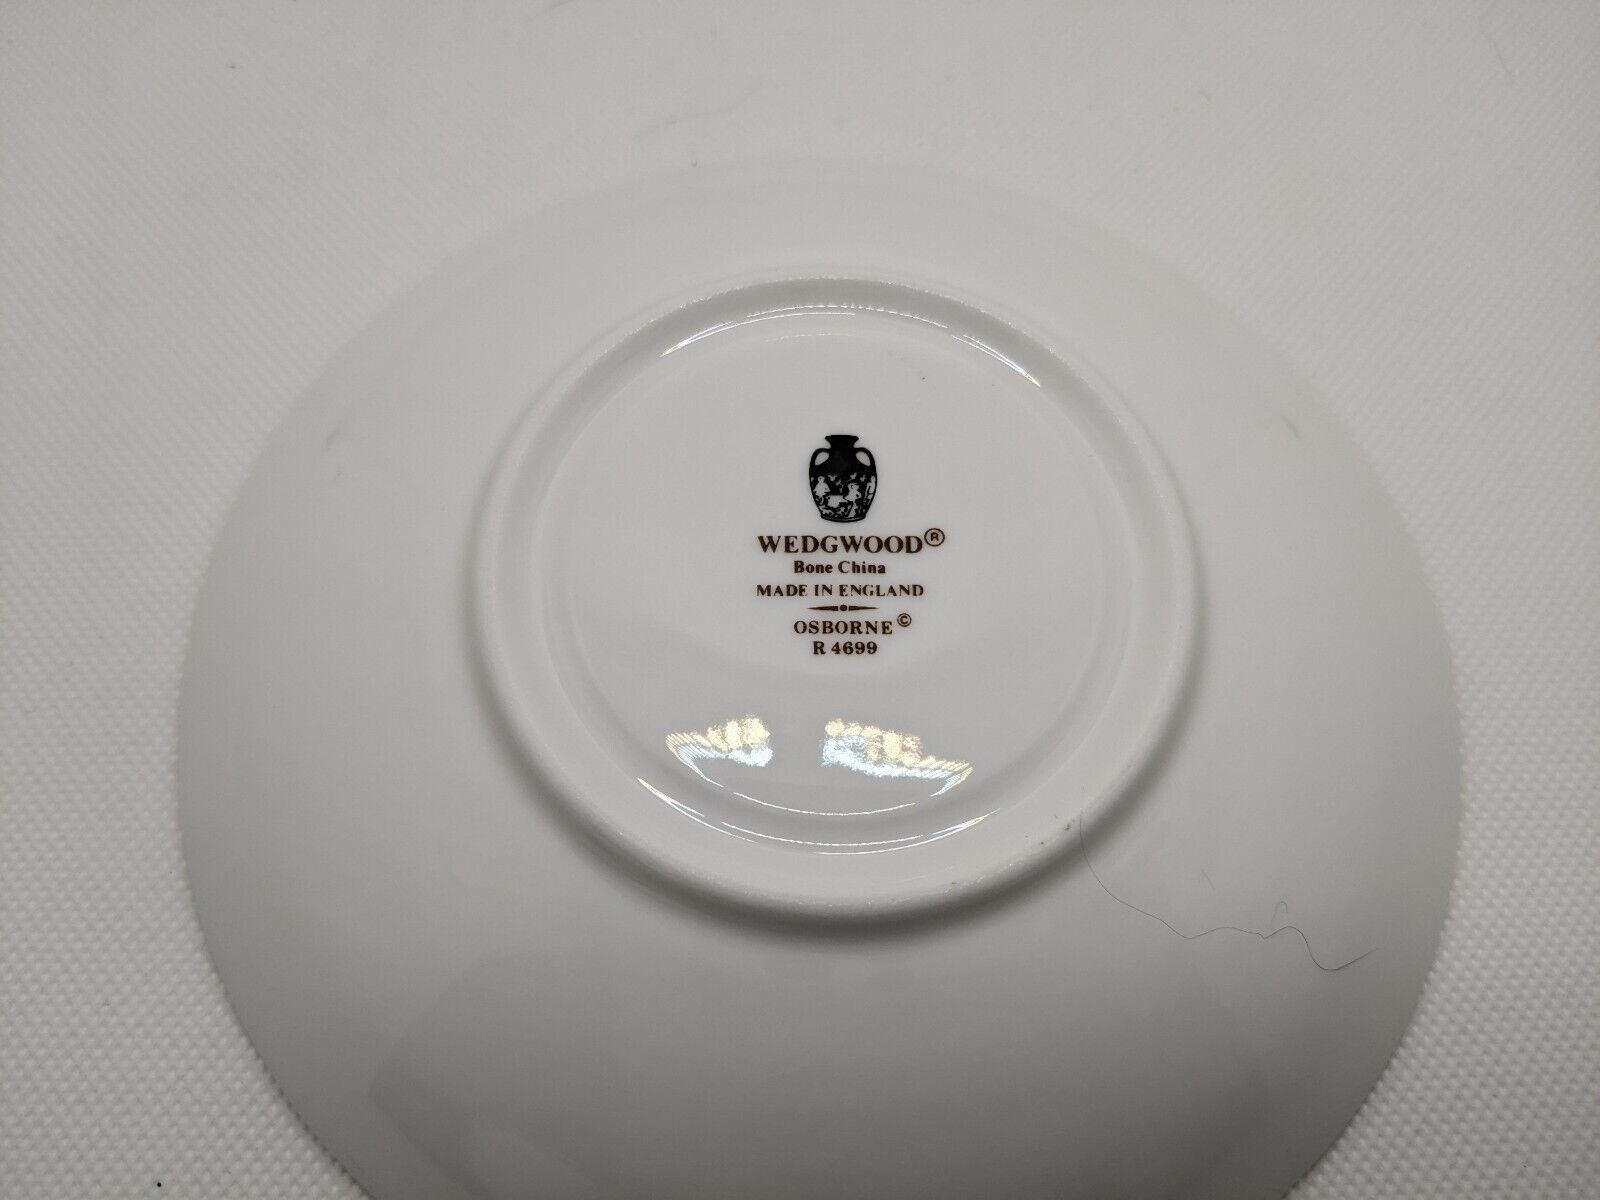 WEDGWOOD®
Bone China
MADE IN ENGLAND
OSBORNE©
R 4699